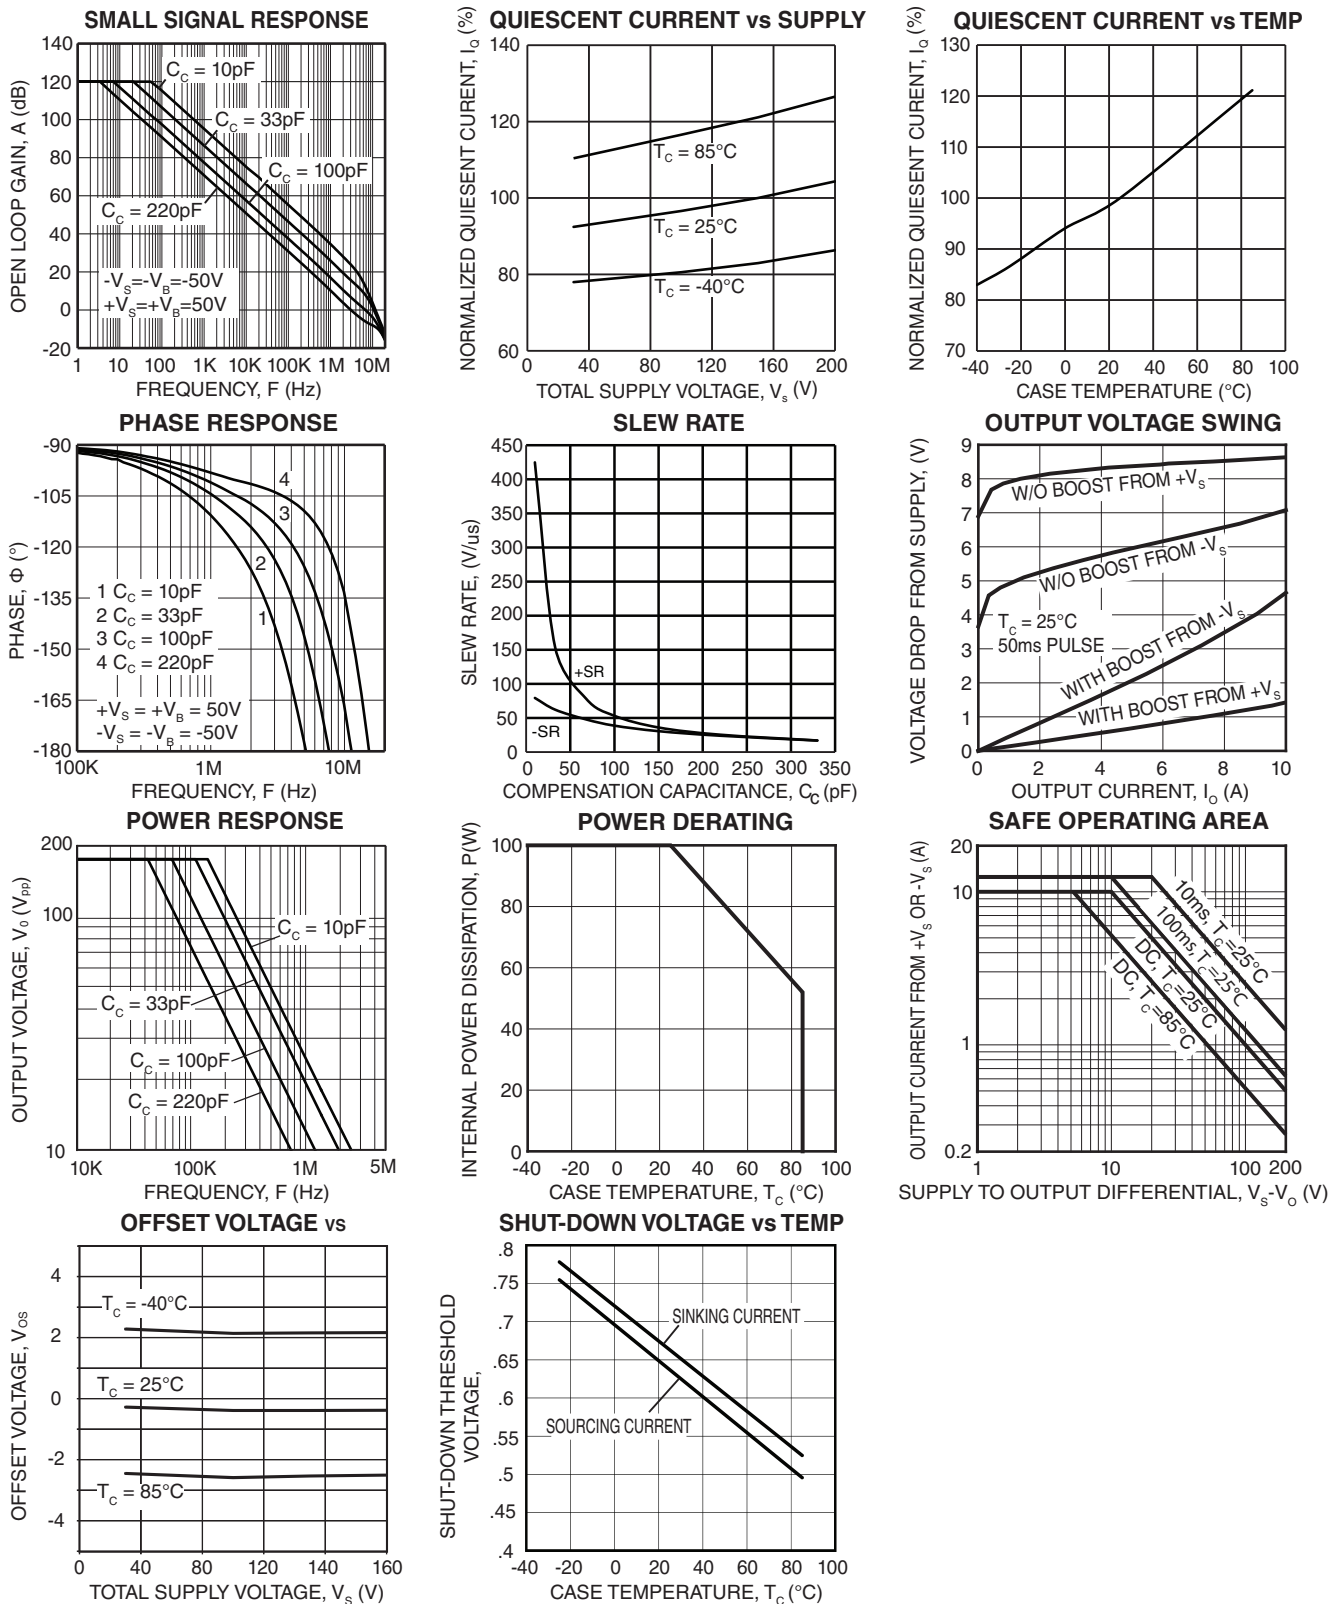 SMALL SIGNAL RESPONSE
OPEN LOOP GAIN, A (dB)
140
120
100
80
60
40
20
0
-20
C_C = 10pF
C_C = 33pF
C_C = 100pF
C_C = 220pF
-V_S=-V_B=-50V
+V_S=+V_B=50V
1 10 100 1K 10K 100K 1M 10M
FREQUENCY, F (Hz)
QUIESCENT CURRENT vs SUPPLY
NORMALIZED QUIESENT CURENT, I_Q (%)
140
120
100
80
60
T_C = 85°C
T_C = 25°C
T_C = -40°C
0 40 80 120 160 200
TOTAL SUPPLY VOLTAGE, V_s (V)
QUIESCENT CURRENT vs TEMP
NORMALIZED QUIESENT CURRENT, I_Q (%)
130
120
110
100
90
80
70
-40 -20 0 20 40 60 80 100
CASE TEMPERATURE (°C)
PHASE RESPONSE
PHASE, Φ (°)
-90
-105
-120
-135
-150
-165
-180
4
3
2
1
1 C_C = 10pF
2 C_C = 33pF
3 C_C = 100pF
4 C_C = 220pF
+V_S = +V_B = 50V
-V_S = -V_B = -50V
100K 1M 10M
FREQUENCY, F (Hz)
SLEW RATE
SLEW RATE, (V/us)
450
400
350
300
250
200
150
100
50
0
+SR
-SR
0 50 100 150 200 250 300 350
COMPENSATION CAPACITANCE, C_C (pF)
OUTPUT VOLTAGE SWING
VOLTAGE DROP FROM SUPPLY, (V)
9
8
7
6
5
4
3
2
1
0
W/O BOOST FROM +V_S
W/O BOOST FROM -V_S
T_C = 25°C
50ms PULSE
WITH BOOST FROM -V_S
WITH BOOST FROM +V_S
0 2 4 6 8 10
OUTPUT CURRENT, I_O (A)
POWER RESPONSE
OUTPUT VOLTAGE, V_0 (V_PP)
200
100
10
C_C = 10pF
C_C = 33pF
C_C = 100pF
C_C = 220pF
10K 100K 1M 5M
FREQUENCY, F (Hz)
POWER DERATING
INTERNAL POWER DISSIPATION, P(W)
100
80
60
40
20
0
-40 -20 0 20 40 60 80 100
CASE TEMPERATURE, T_C (°C)
SAFE OPERATING AREA
OUTPUT CURRENT FROM +V_S OR -V_S (A)
20
10
1
0.2
10ms, T_C=25°C
100ms, T_C=25°C
DC, T_C=25°C
DC, T_C=85°C
1 10 100 200
SUPPLY TO OUTPUT DIFFERENTIAL, V_S-V_O (V)
OFFSET VOLTAGE vs
OFFSET VOLTAGE, V_OS
4
2
0
-2
-4
T_C = -40°C
T_C = 25°C
T_C = 85°C
0 40 80 120 160
TOTAL SUPPLY VOLTAGE, V_S (V)
SHUT-DOWN VOLTAGE vs TEMP
SHUT-DOWN THRESHOLD
VOLTAGE,
.8
.75
.7
.65
.6
.55
.5
.45
.4
SINKING CURRENT
SOURCING CURRENT
-40 -20 0 20 40 60 80 100
CASE TEMPERATURE, T_C (°C)